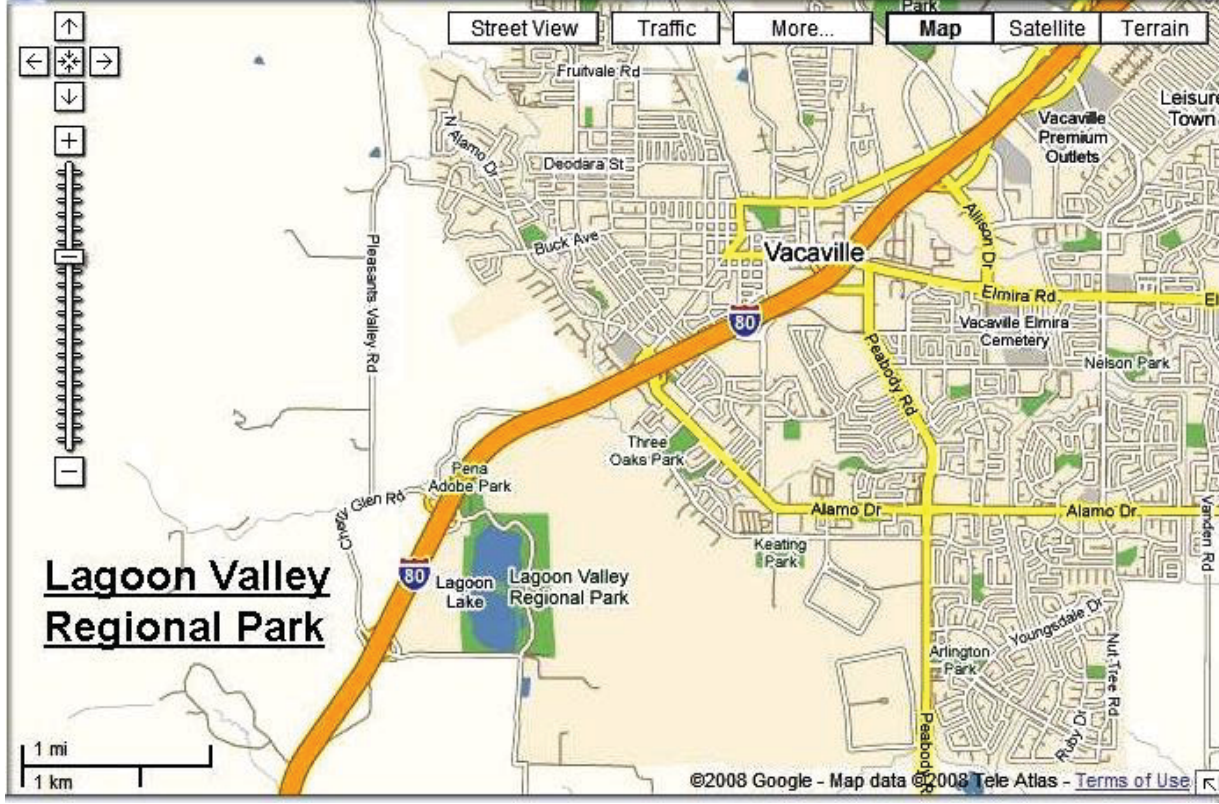 Park
Street View
Traffic
More...
Map
Satellite
Terrain
Fruitvale Rd
Leisure
Town
Vacaville
Premium
Outlets
N Alamo Dr
Deodara St
Allison Dr
Buck Ave
Vacaville
Pleasants Valley Rd
Elmira Rd
El
80
Vacaville Elmira
Cemetery
Peabody Rd
Nelson Park
Three
Oaks Park
Pena
Adobe Park
Cherry Glen Rd
Alamo Dr
Alamo Dr
Vanden Rd
Keating
Park
80
Lagoon
Lake
Lagoon Valley
Regional Park
Lagoon Valley
Regional Park
Youngsdale Dr
Arlington
Park
Nut Tree Rd
Ruby Dr
Peabody R
1 mi
1 km
©2008 Google - Map data ©2008 Tele Atlas - Terms of Use